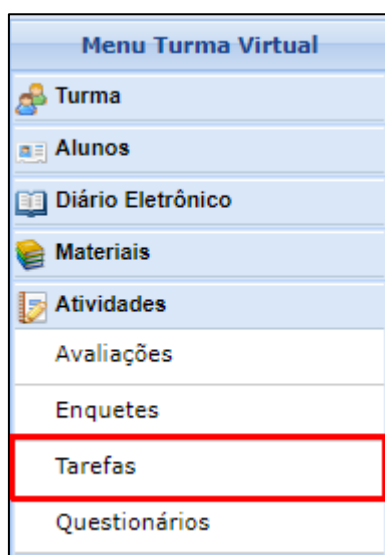 Menu Turma Virtual
Turma
Alunos
Diário Eletrônico
Materiais
Atividades
Avaliações
Enquetes
Tarefas
Questionários